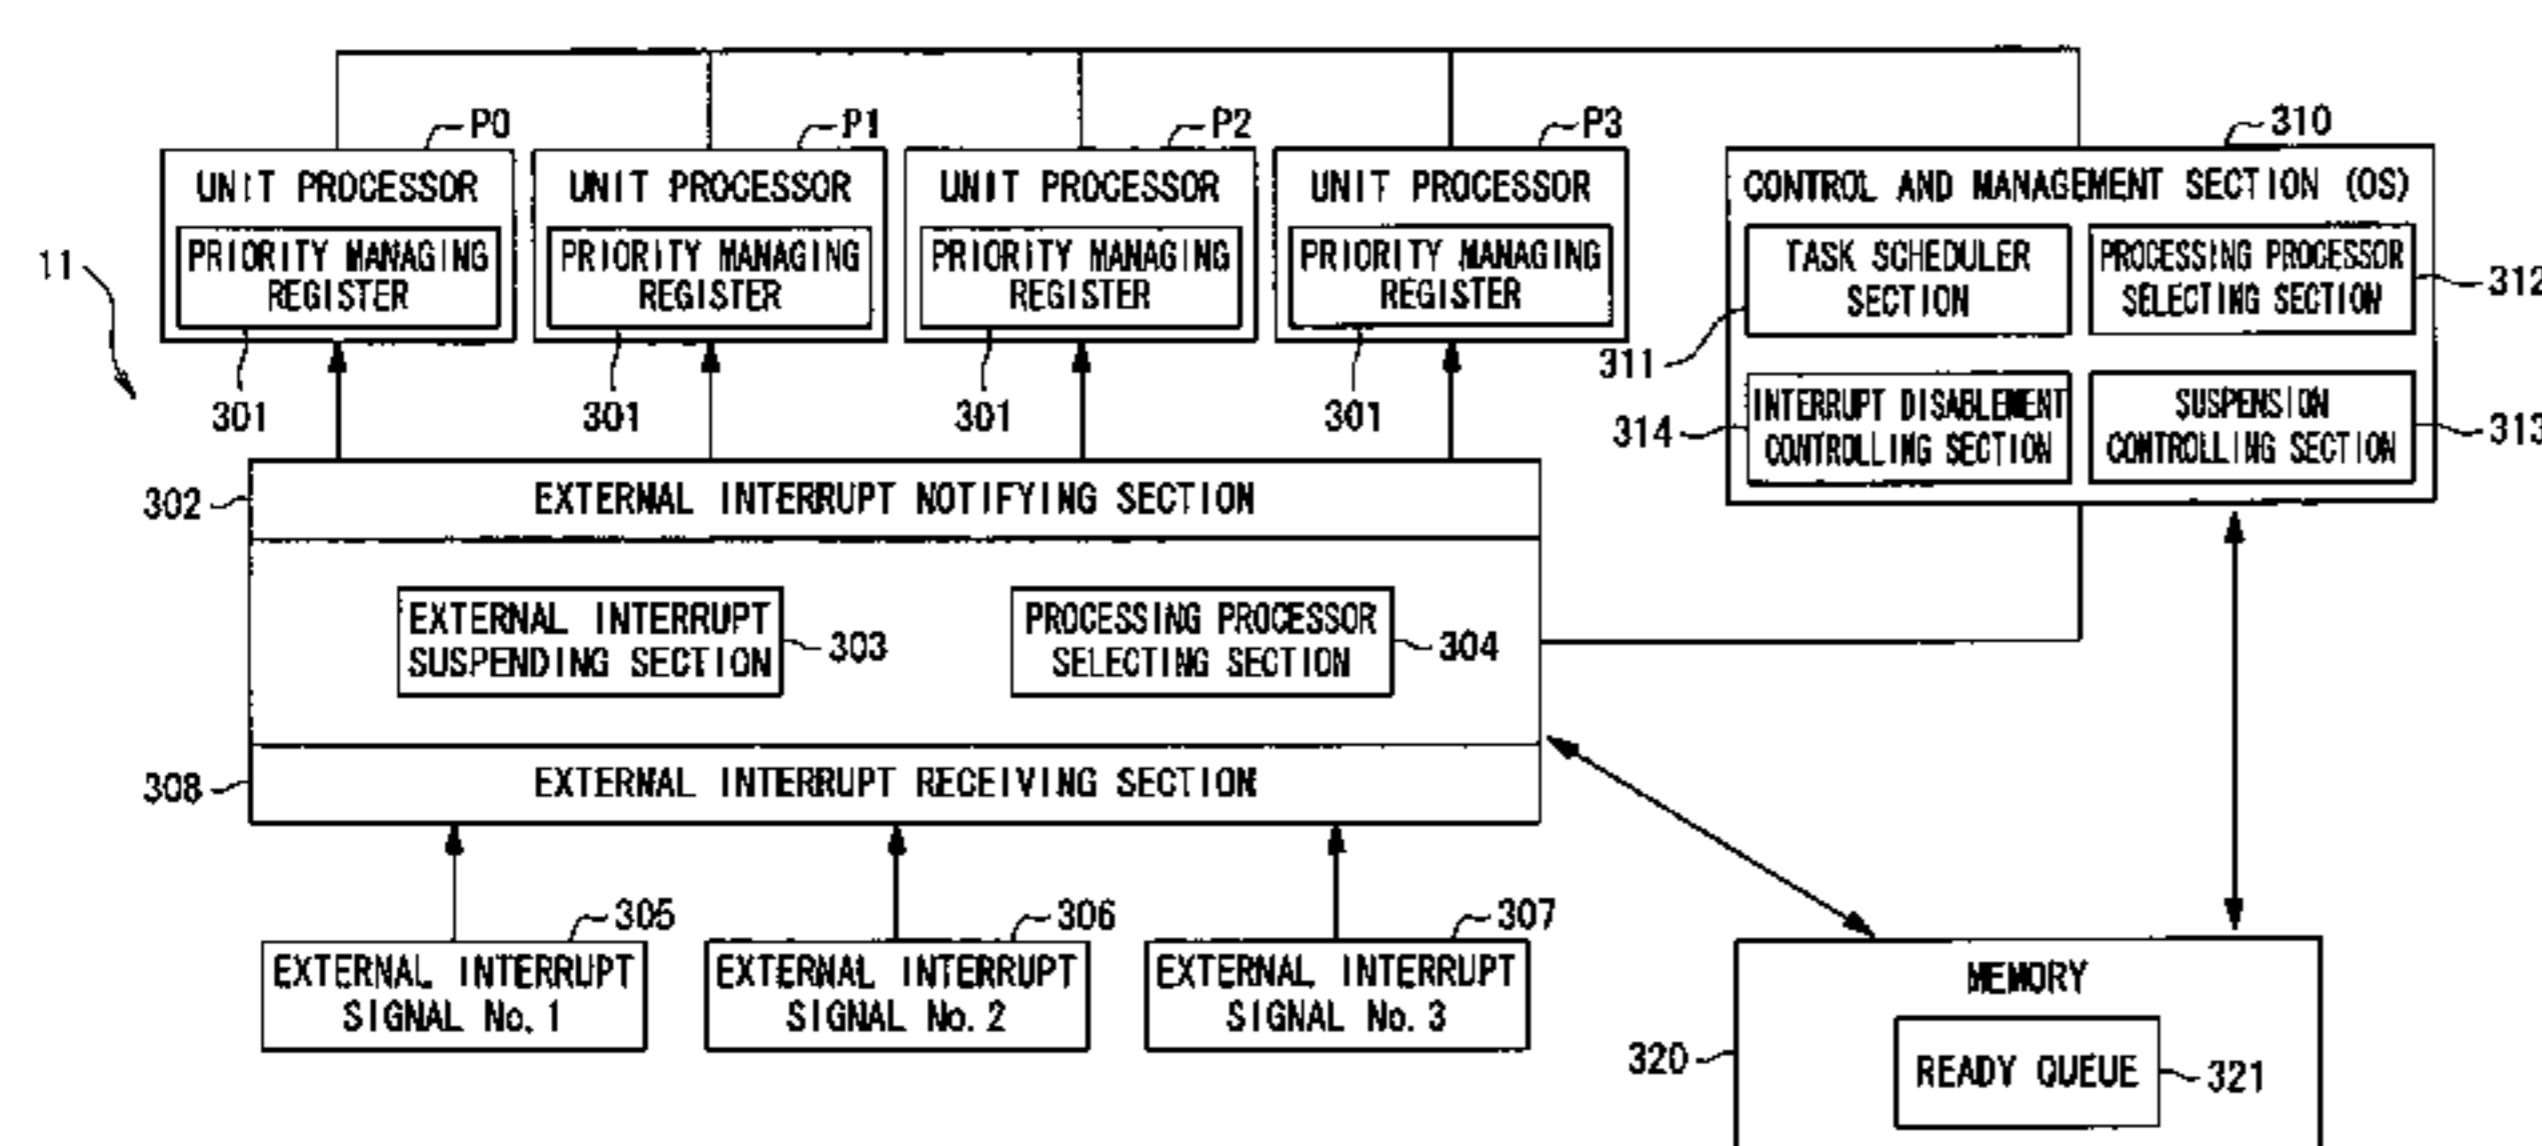 P0
P1
P2
P3
310
UNIT PROCESSOR
UNIT PROCESSOR
UNIT PROCESSOR
UNIT PROCESSOR
CONTROL AND MANAGEMENT SECTION (OS)
11
PRIORITY MANAGING
REGISTER
PRIORITY MANAGING
REGISTER
PRIORITY MANAGING
REGISTER
PRIORITY MANAGING
REGISTER
TASK SCHEDULER
SECTION
PROCESSING PROCESSOR
SELECTING SECTION
312
311
301
301
301
301
314
INTERRUPT DISABLEMENT
CONTROLLING SECTION
SUSPENSION
CONTROLLING SECTION
313
302
EXTERNAL INTERRUPT NOTIFYING SECTION
EXTERNAL INTERRUPT
SUSPENDING SECTION
303
PROCESSING PROCESSOR
SELECTING SECTION
304
308
EXTERNAL INTERRUPT RECEIVING SECTION
305
306
307
EXTERNAL INTERRUPT
SIGNAL No.1
EXTERNAL INTERRUPT
SIGNAL No.2
EXTERNAL INTERRUPT
SIGNAL No.3
MEMORY
320
READY QUEUE
321